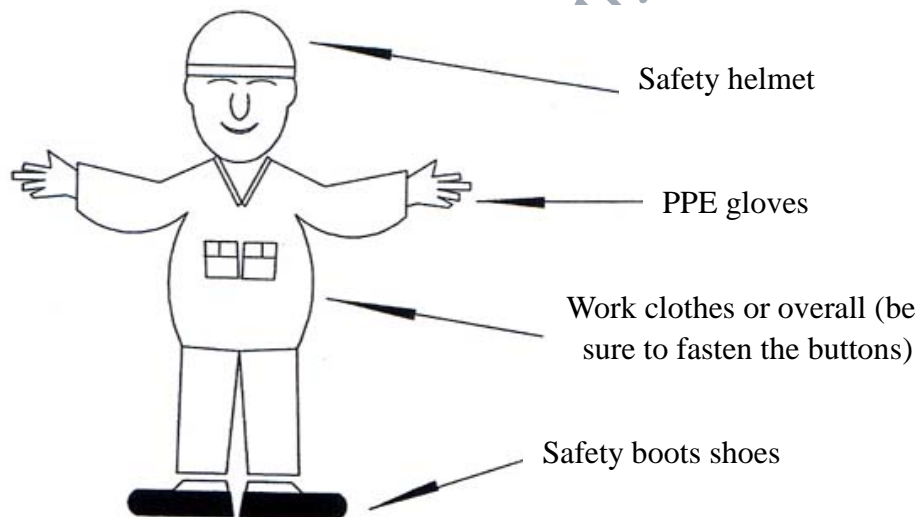 Safety helmet
PPE gloves
Work clothes or overall (be
sure to fasten the buttons)
Safety boots shoes